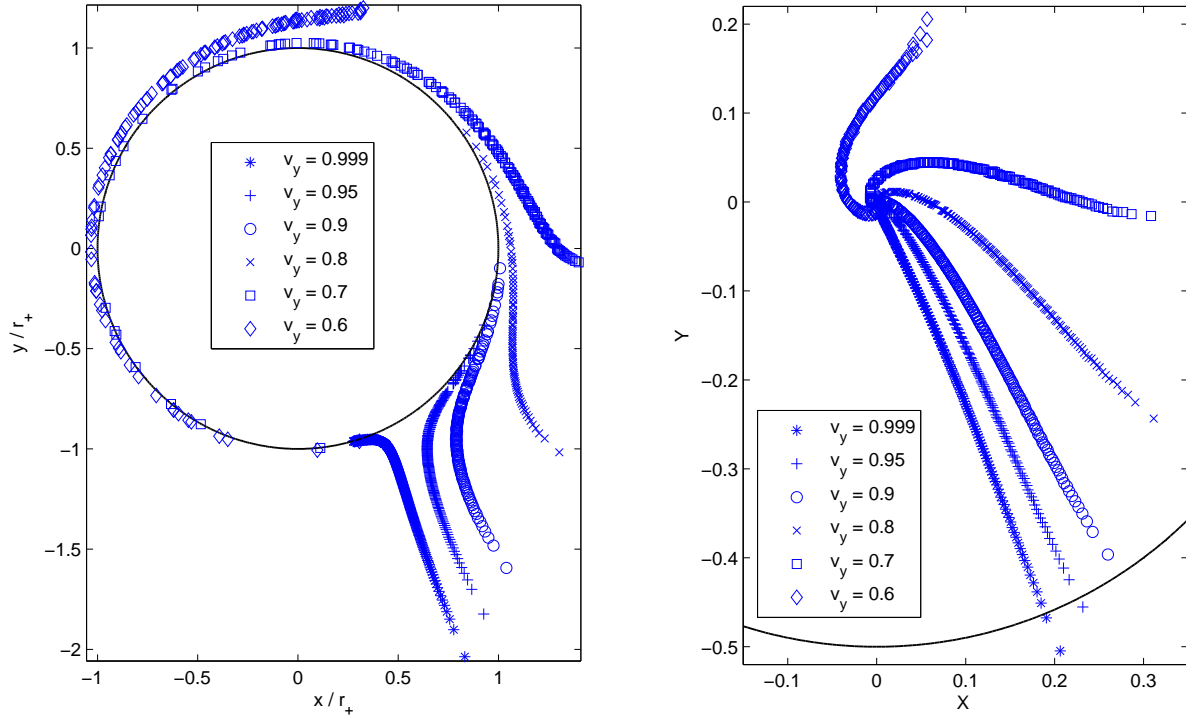 1
0.5
0
−0.5
−1
−1.5
−2
y / r+
v_y = 0.999
v_y = 0.95
v_y = 0.9
v_y = 0.8
v_y = 0.7
v_y = 0.6
−1 −0.5 0 0.5 1
x / r+
0.2
0.1
0
−0.1
−0.2
−0.3
−0.4
−0.5
Y
v_y = 0.999
v_y = 0.95
v_y = 0.9
v_y = 0.8
v_y = 0.7
v_y = 0.6
−0.1 0 0.1 0.2 0.3
X